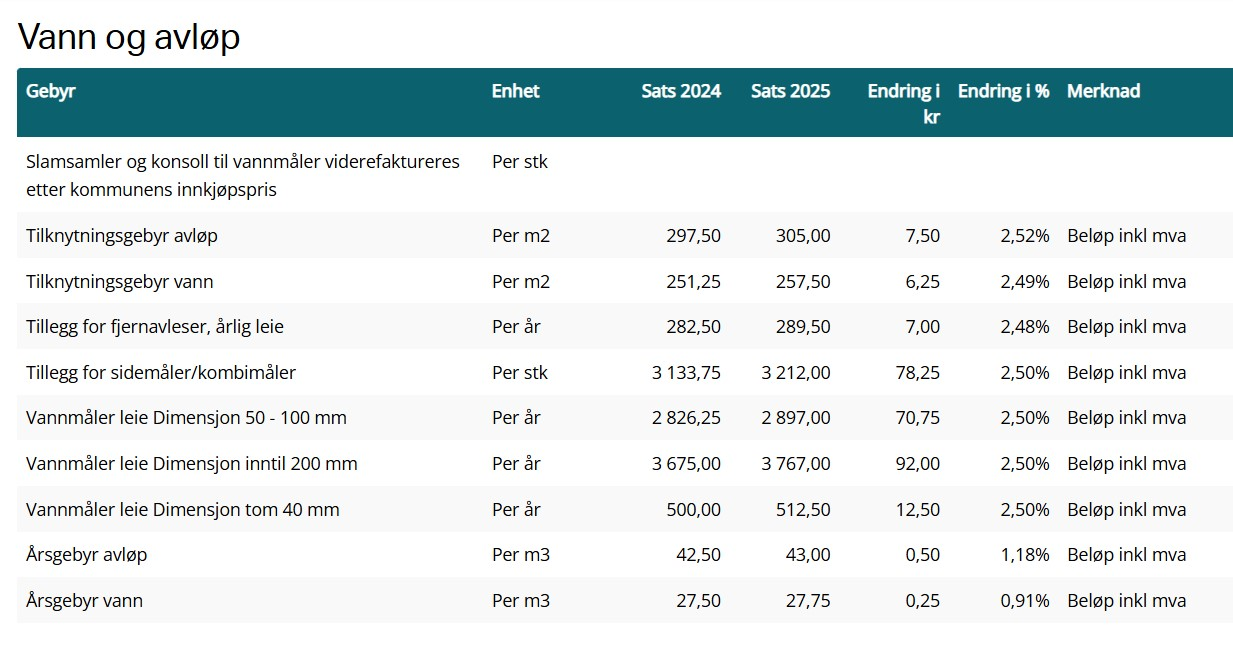 Vann og avløp
Gebyr Enhet Sats 2024 Sats 2025 Endring i kr Endring i % Merknad
Slamsamler og konsoll til vannmåler viderefaktureres Per stk
etter kommunens innkjøpspris
Tilknytningsgebyr avløp Per m2 297,50 305,00 7,50 2,52% Beløp inkl mva
Tilknytningsgebyr vann Per m2 251,25 257,50 6,25 2,49% Beløp inkl mva
Tillegg for fjernavleser, årlig leie Per år 282,50 289,50 7,00 2,48% Beløp inkl mva
Tillegg for sidemåler/kombimåler Per stk 3 133,75 3 212,00 78,25 2,50% Beløp inkl mva
Vannmåler leie Dimensjon 50 - 100 mm Per år 2 826,25 2 897,00 70,75 2,50% Beløp inkl mva
Vannmåler leie Dimensjon inntil 200 mm Per år 3 675,00 3 767,00 92,00 2,50% Beløp inkl mva
Vannmåler leie Dimensjon tom 40 mm Per år 500,00 512,50 12,50 2,50% Beløp inkl mva
Årsgebyr avløp Per m3 42,50 43,00 0,50 1,18% Beløp inkl mva
Årsgebyr vann Per m3 27,50 27,75 0,25 0,91% Beløp inkl mva